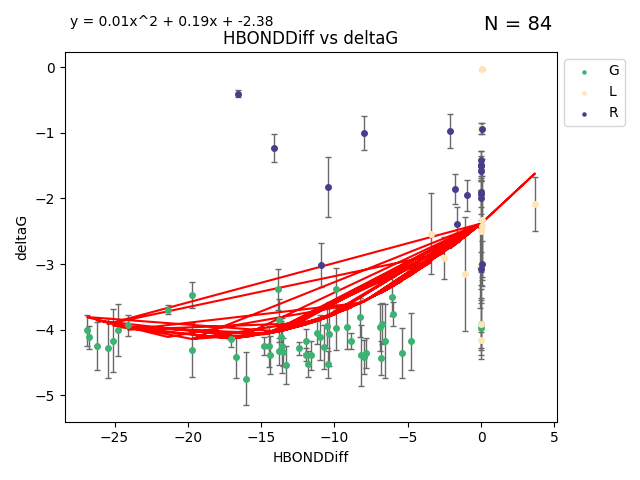 y = 0.01x^2 + 0.19x + -2.38
N = 84
HBONDDiff vs deltaG
G
L
R
deltaG
0
−1
−2
−3
−4
−5
−25
−20
−15
−10
−5
0
5
HBONDDiff